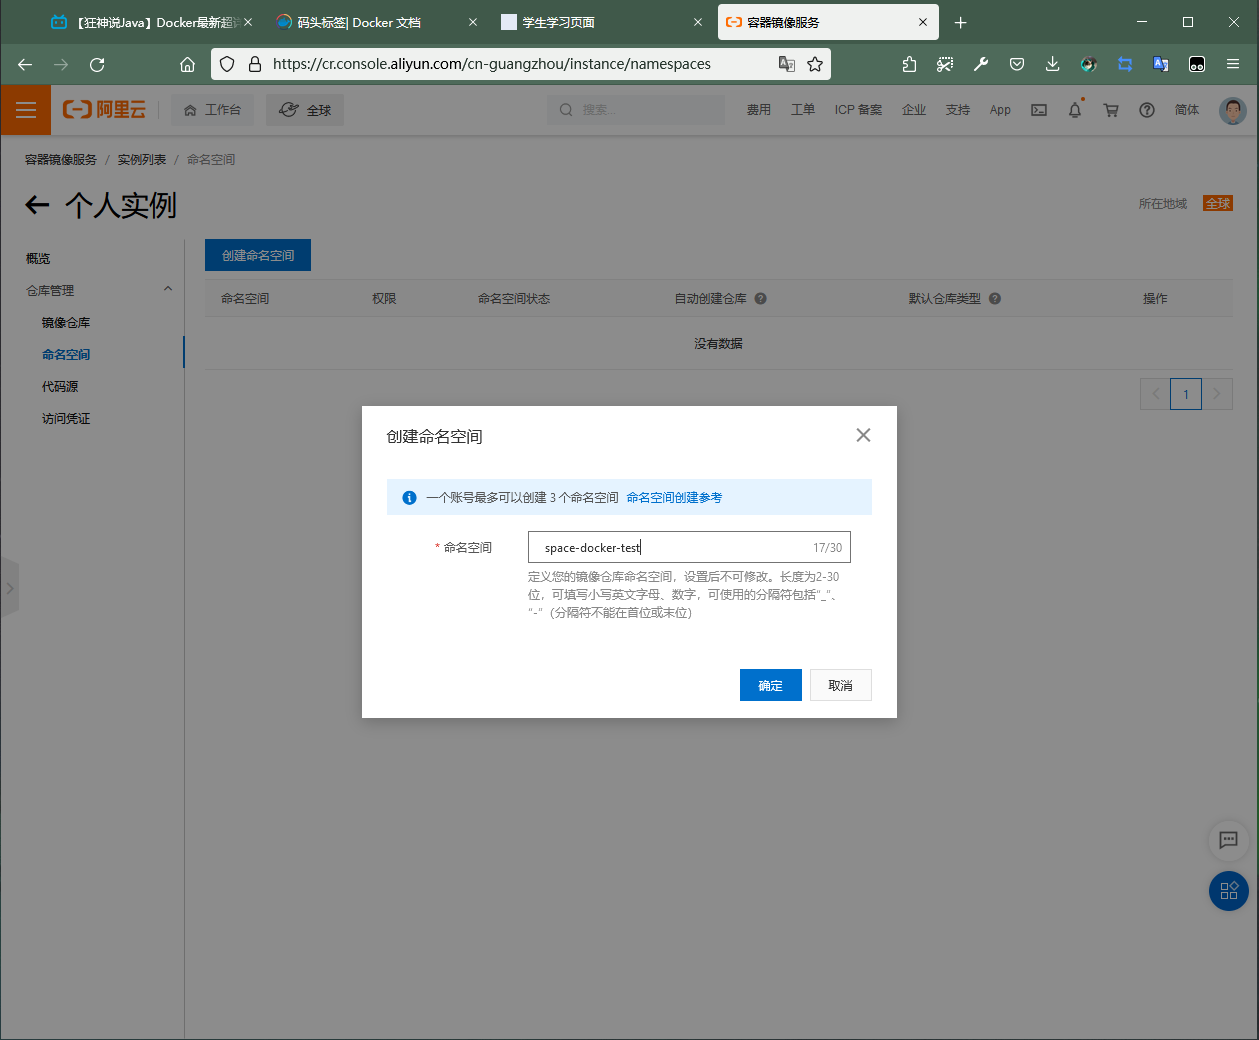 【狂神说Java】Docker最新超
码头标签| Docker 文档
学生学习页面
容器镜像服务
https://cr.console.aliyun.com/cn-guangzhou/instance/namespaces
阿里云
工作台
全球
搜索...
费用
工单
ICP 备案
企业
支持
App
简体
容器镜像服务 / 实例列表 / 命名空间
个人实例
所在地域 全球
概览
仓库管理
镜像仓库
命名空间
代码源
访问凭证
创建命名空间
命名空间 权限 命名空间状态 自动创建仓库 默认仓库类型 操作
没有数据
1
创建命名空间
一个账号最多可以创建 3 个命名空间 命名空间创建参考
* 命名空间
space-docker-test 17/30
定义您的镜像仓库命名空间，设置后不可修改。长度为2-30
位，可填写小写英文字母、数字，可使用的分隔符包括“_”、
“-”（分隔符不能在首位或末位）
确定
取消